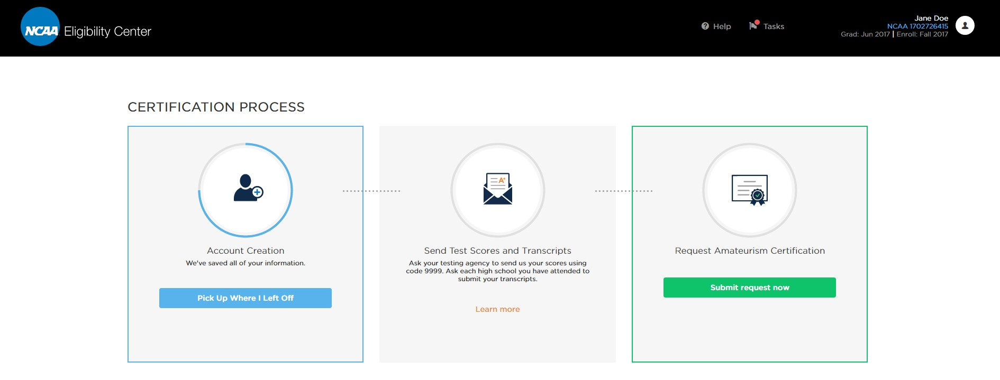 NCAA Eligibility Center
Help
Tasks
Jane Doe
NCAA 1702726415
Grad: Jun 2017 | Enroll: Fall 2017
CERTIFICATION PROCESS
Account Creation
We've saved all of your information.
Pick Up Where I Left Off
A+
Send Test Scores and Transcripts
Ask your testing agency to send us your scores using
code 9999. Ask each high school you have attended to
submit your transcripts.
Learn more
Request Amateurism Certification
Submit request now